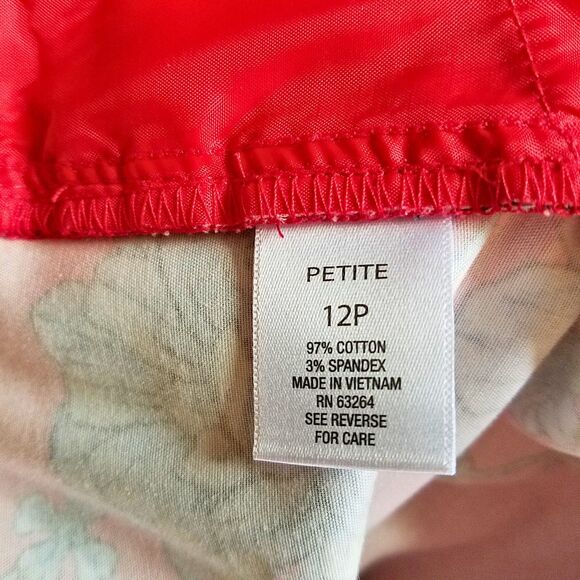 PETITE
12P
97% COTTON
3% SPANDEX
MADE IN VIETNAM
RN 63264
SEE REVERSE
FOR CARE